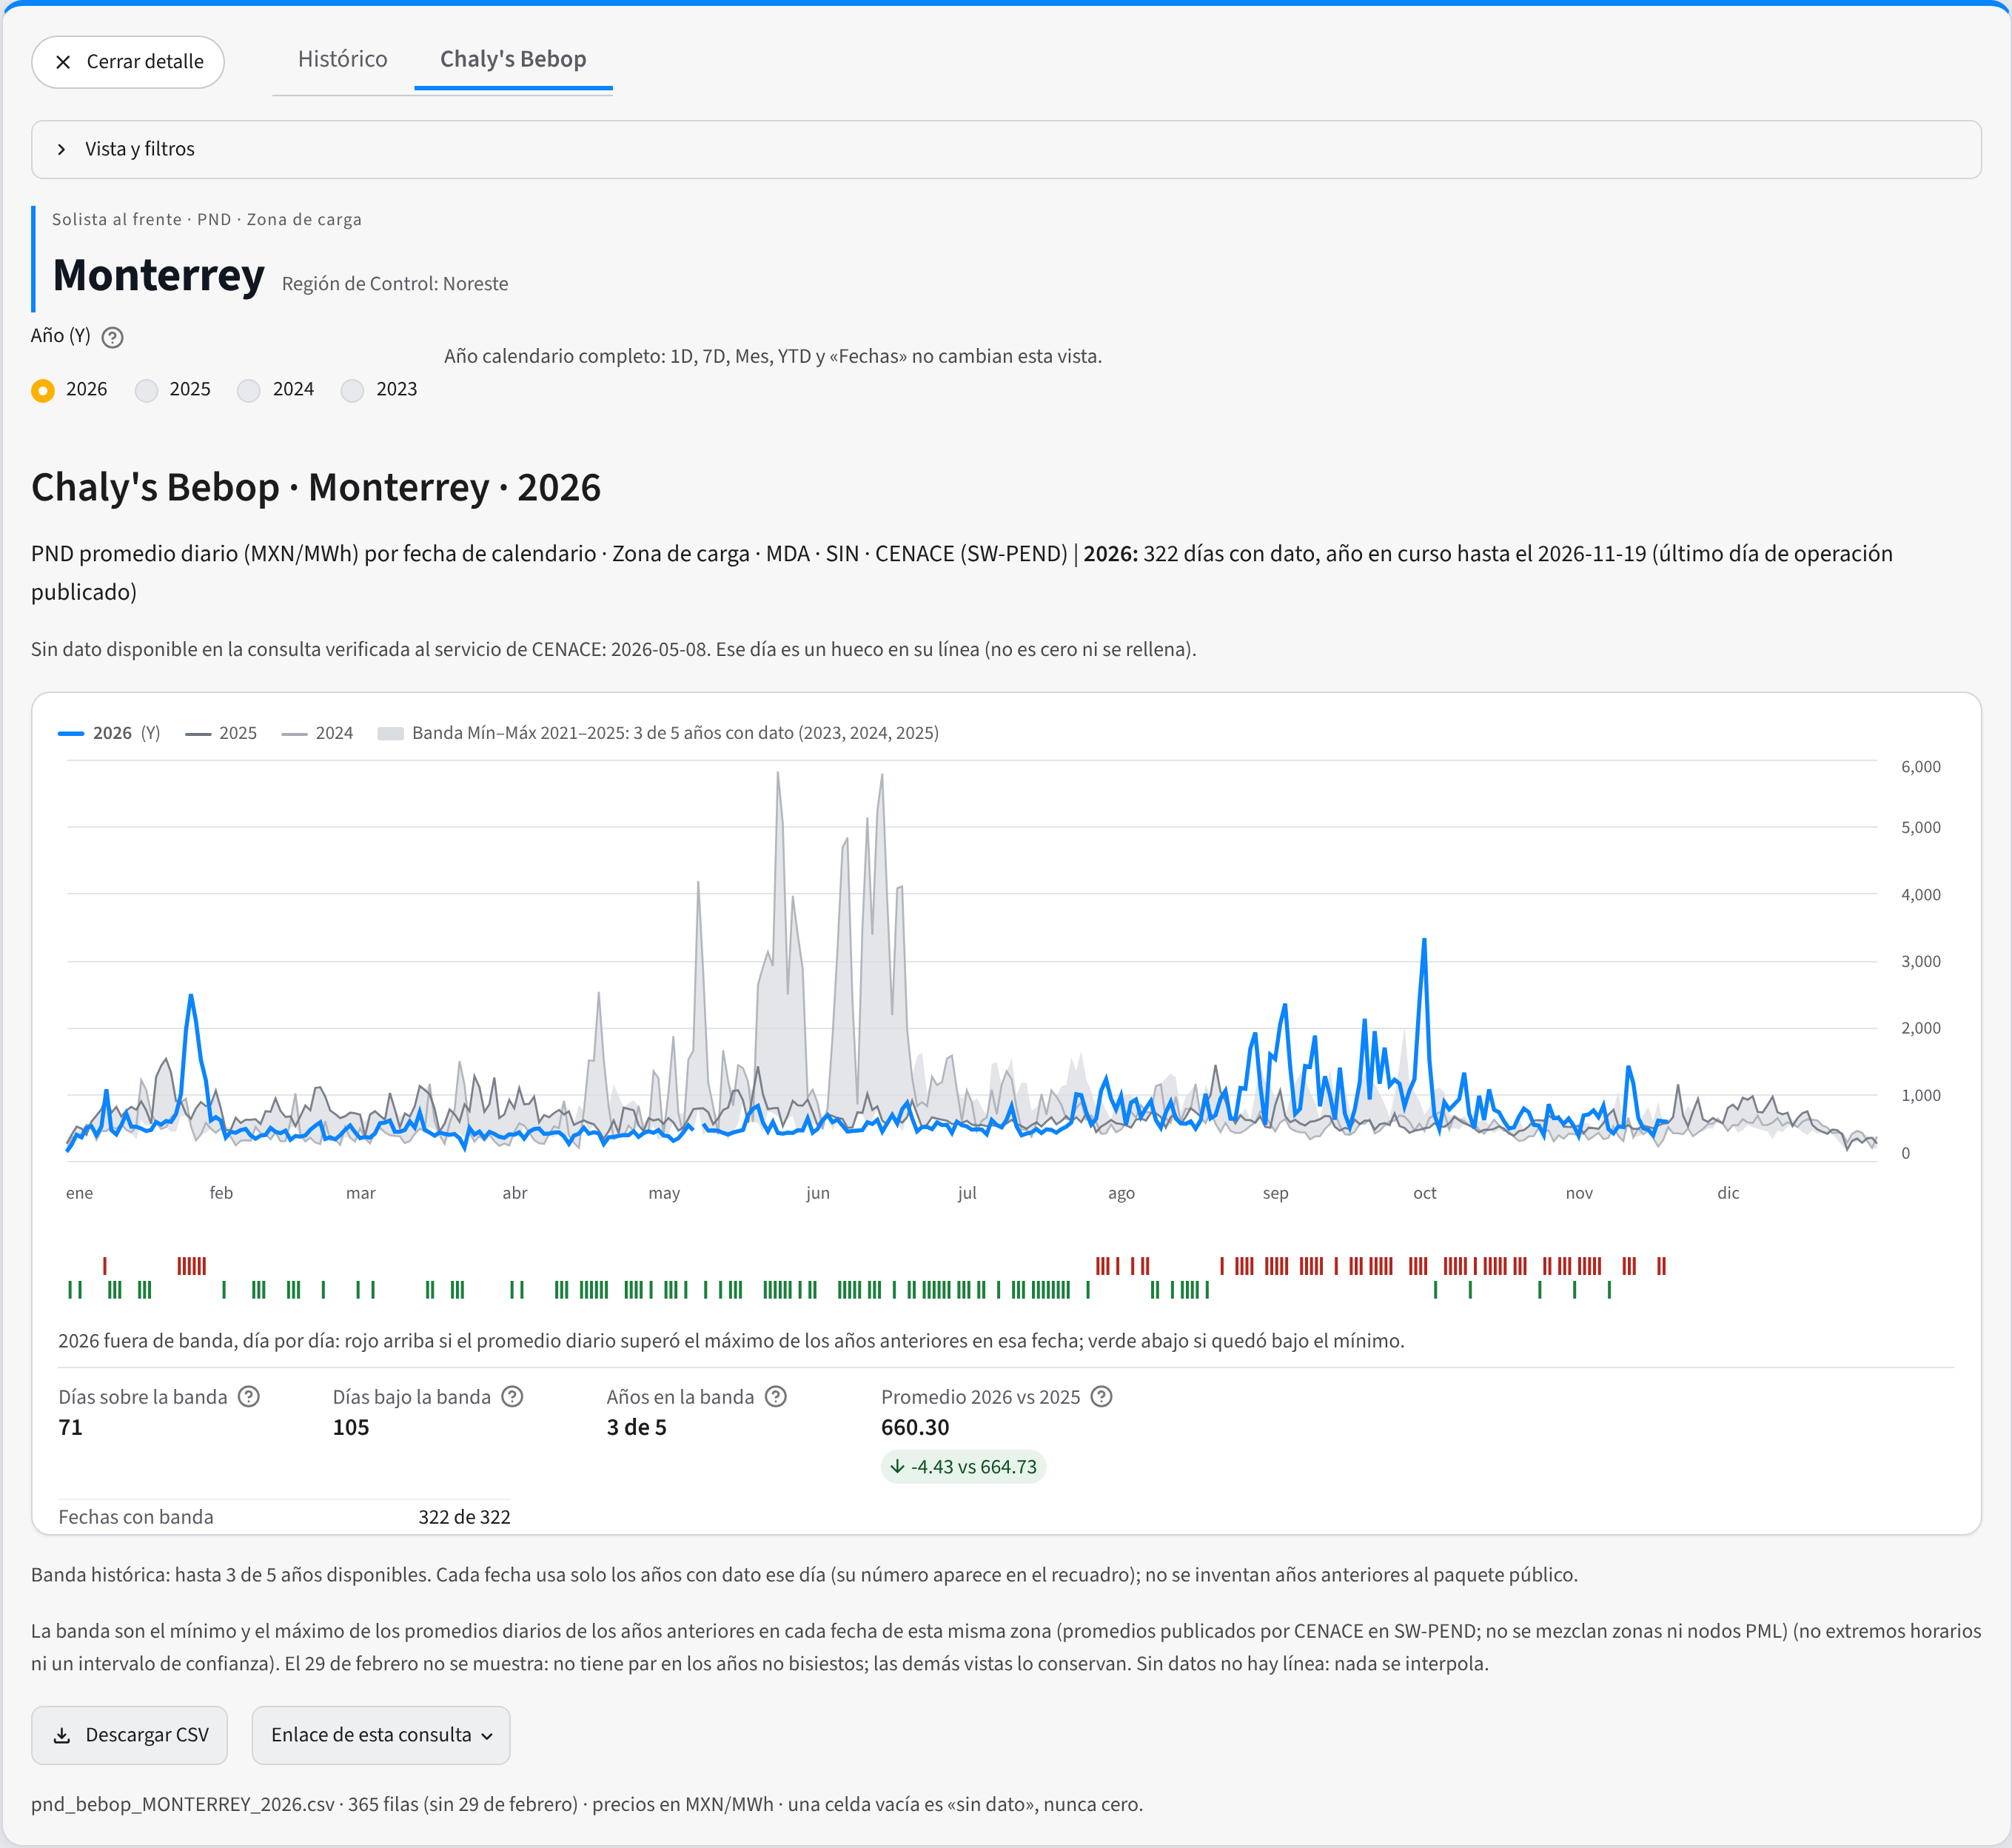 Cerrar detalle
Histórico
Chaly's Bebop
Vista y filtros
Solista al frente · PND · Zona de carga
Monterrey Región de Control: Noreste
Año (Y)
Año calendario completo: 1D, 7D, Mes, YTD y «Fechas» no cambian esta vista.
2026 2025 2024 2023
Chaly's Bebop · Monterrey · 2026
PND promedio diario (MXN/MWh) por fecha de calendario · Zona de carga · MDA · SIN · CENACE (SW-PEND) | 2026: 322 días con dato, año en curso hasta el 2026-11-19 (último día de operación
publicado)
Sin dato disponible en la consulta verificada al servicio de CENACE: 2026-05-08. Ese día es un hueco en su línea (no es cero ni se rellena).
2026 (Y) 2025 2024 Banda Mín–Máx 2021–2025: 3 de 5 años con dato (2023, 2024, 2025)
6,000
5,000
4,000
3,000
2,000
1,000
0
ene feb mar abr may jun jul ago sep oct nov dic
2026 fuera de banda, día por día: rojo arriba si el promedio diario superó el máximo de los años anteriores en esa fecha; verde abajo si quedó bajo el mínimo.
Días sobre la banda
71
Días bajo la banda
105
Años en la banda
3 de 5
Promedio 2026 vs 2025
660.30
↓ -4.43 vs 664.73
Fechas con banda 322 de 322
Banda histórica: hasta 3 de 5 años disponibles. Cada fecha usa solo los años con dato ese día (su número aparece en el recuadro); no se inventan años anteriores al paquete público.
La banda son el mínimo y el máximo de los promedios diarios de los años anteriores en cada fecha de esta misma zona (promedios publicados por CENACE en SW-PEND; no se mezclan zonas ni nodos PML) (no extremos horarios
ni un intervalo de confianza). El 29 de febrero no se muestra: no tiene par en los años no bisiestos; las demás vistas lo conservan. Sin datos no hay línea: nada se interpola.
Descargar CSV
Enlace de esta consulta
pnd_bebop_MONTERREY_2026.csv · 365 filas (sin 29 de febrero) · precios en MXN/MWh · una celda vacía es «sin dato», nunca cero.